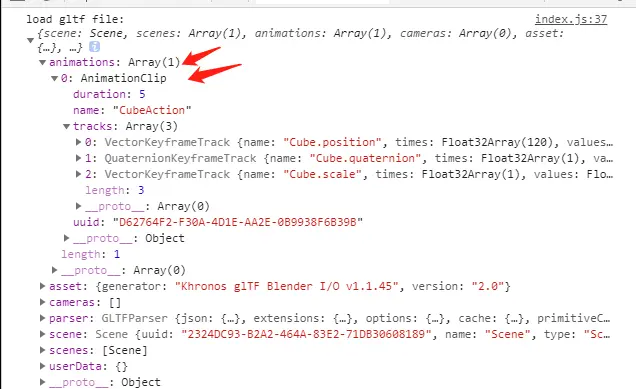 load gltf file:
index.js:37
{scene: Scene, scenes: Array(1), animations: Array(1), cameras: Array(0), asset:
{…}, …}
animations: Array(1)
0: AnimationClip
duration: 5
name: "CubeAction"
tracks: Array(3)
0: VectorKeyframeTrack {name: "Cube.position", times: Float32Array(120), values…
1: QuaternionKeyframeTrack {name: "Cube.quaternion", times: Float32Array(1), va…
2: VectorKeyframeTrack {name: "Cube.scale", times: Float32Array(1), values: Flo…
length: 3
__proto__: Array(0)
uuid: "D62764F2-F30A-4D1E-AA2E-0B9938F6B39B"
__proto__: Object
length: 1
__proto__: Array(0)
asset: {generator: "Khronos glTF Blender I/O v1.1.45", version: "2.0"}
cameras: []
parser: GLTFParser {json: {…}, extensions: {…}, options: {…}, cache: {…}, primitiveC…
scene: Scene {uuid: "2324DC93-B2A2-464A-83E2-71DB30608189", name: "Scene", type: "Sc…
scenes: [Scene]
userData: {}
__proto__: Object